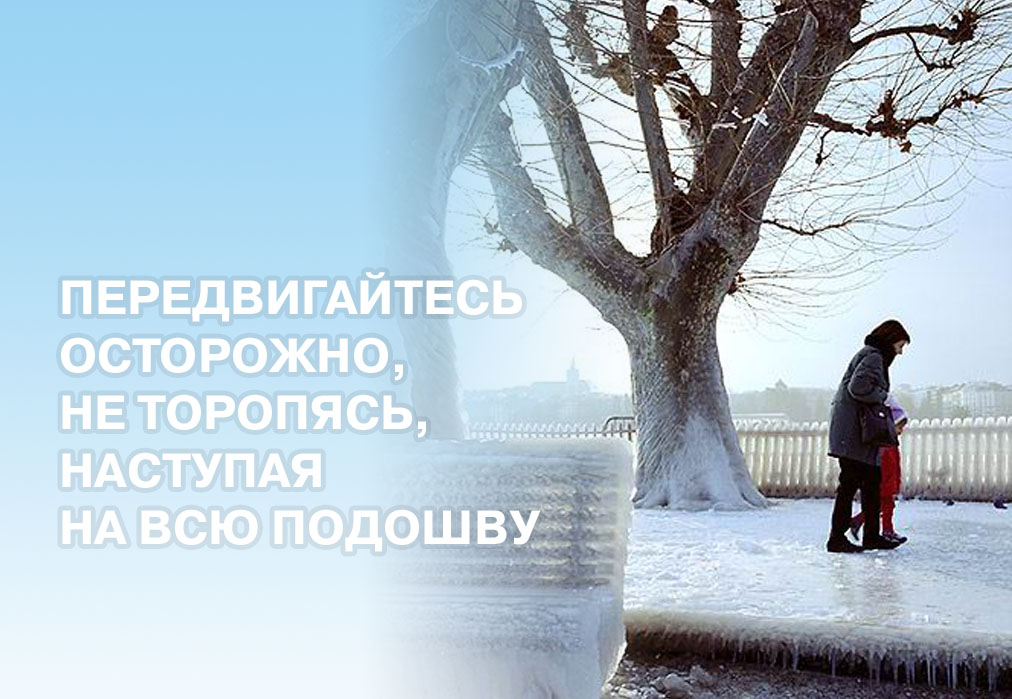 ПЕРЕДВИГАЙТЕСЬ
ОСТОРОЖНО,
НЕ ТОРОПЯСЬ,
НАСТУПАЯ
НА ВСЮ ПОДОШВУ